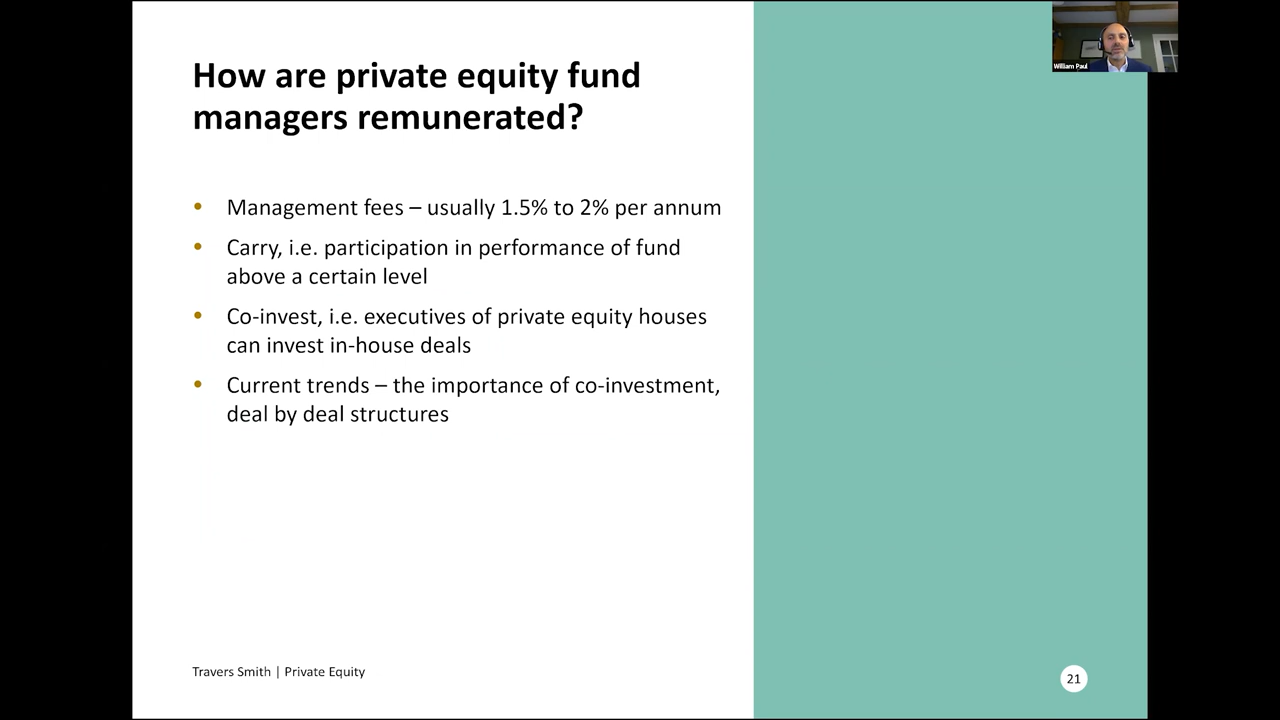 How are private equity fund
managers remunerated?
• Management fees – usually 1.5% to 2% per annum
• Carry, i.e. participation in performance of fund
above a certain level
• Co-invest, i.e. executives of private equity houses
can invest in-house deals
• Current trends – the importance of co-investment,
deal by deal structures
Travers Smith | Private Equity
21
William Paul